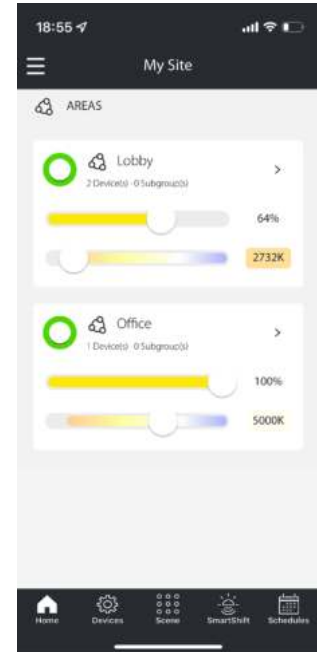 18:55
My Site
AREAS
Lobby
2 Device(s) · 0 Subgroup(s)
64%
2732K
Office
1 Device(s) · 0 Subgroup(s)
100%
5000K
Home Devices Scene SmartShift Schedules